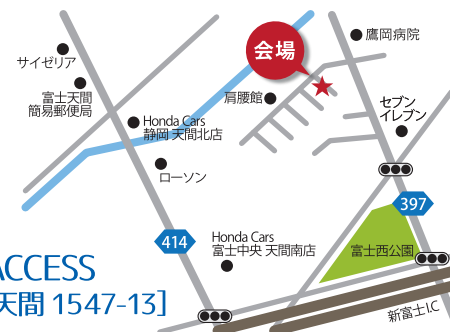 鷹岡病院
会場
サイゼリア
富士天間
簡易郵便局
肩腰館
セブン
イレブン
Honda Cars
静岡 天間北店
ローソン
397
414
Honda Cars
富士中央 天間南店
富士西公園
ACCESS
天間 1547-13]
新富士I.C